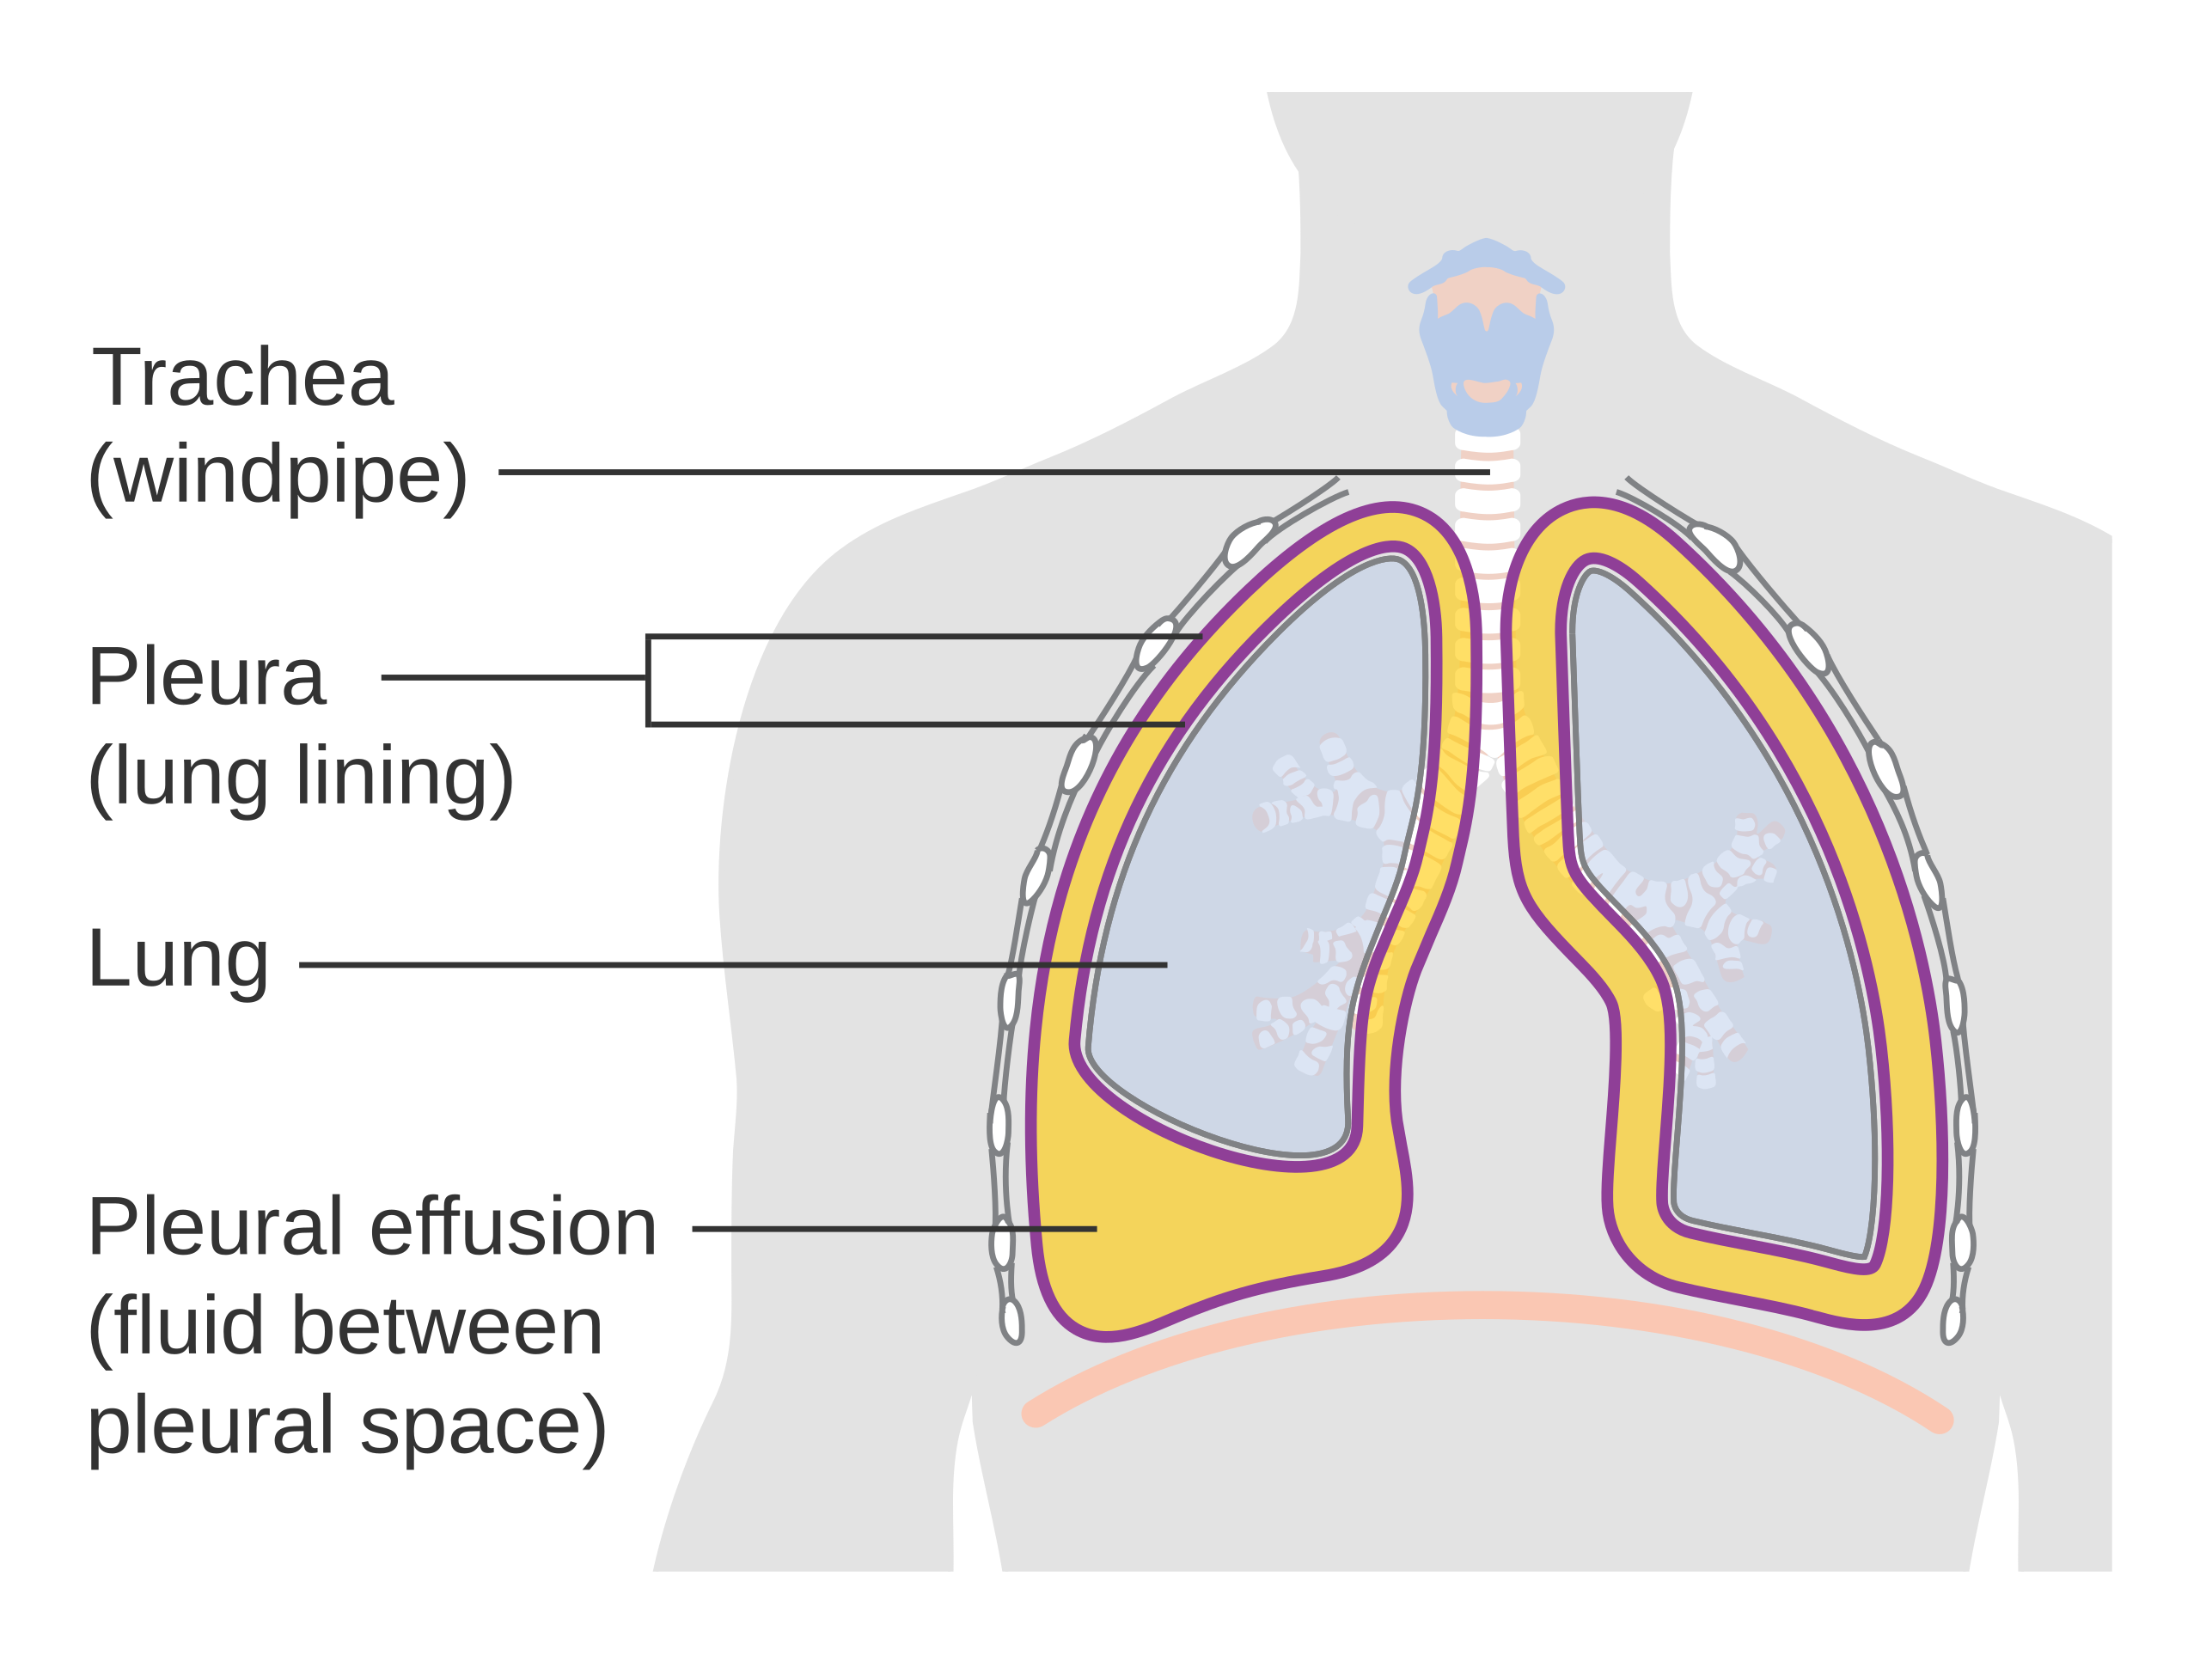 Trachea
(windpipe)
Pleura
(lung lining)
Lung
Pleural effusion
(fluid between
pleural space)